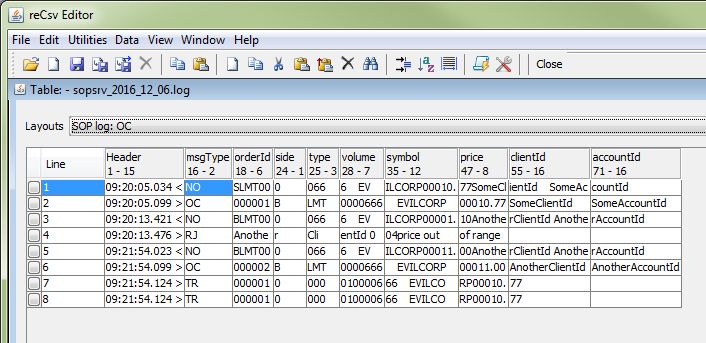 reCsv Editor
File Edit Utilities Data View Window Help
Close
Table: - sopsrv_2016_12_06.log
Layouts SOP log: OC
Line Header 1 - 15 msgType 16 - 2 orderId 18 - 6 side 24 - 1 type 25 - 3 volume 28 - 7 symbol 35 - 12 price 47 - 8 clientId 55 - 16 accountId 71 - 16
1 09:20:05.034 < NO SLMT00 0 066 6 EV ILCORP00010. 77SomeCl ientId SomeAc countId
2 09:20:05.099 > OC 000001 B LMT 0000666 EVILCORP 00010.77 SomeClientId SomeAccountId
3 09:20:13.421 < NO BLMT00 0 066 6 EV ILCORP00001. 10Anothe rClientId Anothe rAccountId
4 09:20:13.476 > RJ Anothe r Cli entId 0 04price out of range
5 09:21:54.023 < NO BLMT00 0 066 6 EV ILCORP00011. 00Anothe rClientId Anothe rAccountId
6 09:21:54.099 > OC 000002 B LMT 0000666 EVILCORP 00011.00 AnotherClientId AnotherAccountId
7 09:21:54.124 > TR 000001 0 000 0100006 66 EVILCO RP00010. 77
8 09:21:54.124 > TR 000001 0 000 0100006 66 EVILCO RP00010. 77